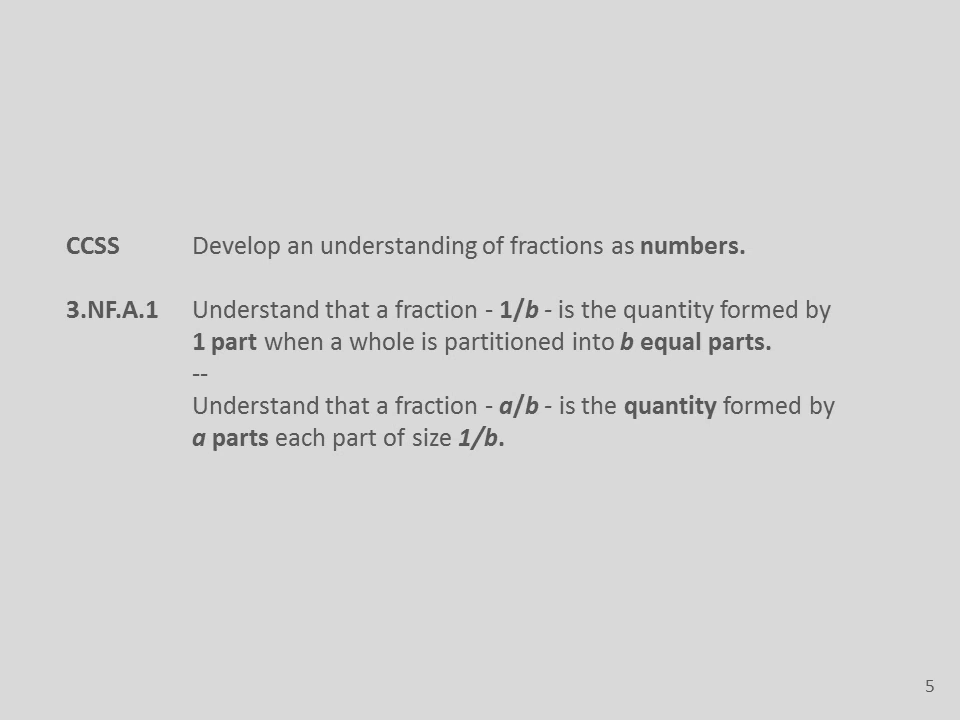 CCSS Develop an understanding of fractions as numbers.
3.NF.A.1 Understand that a fraction - 1/b - is the quantity formed by
1 part when a whole is partitioned into b equal parts.
--
Understand that a fraction - a/b - is the quantity formed by
a parts each part of size 1/b.
5